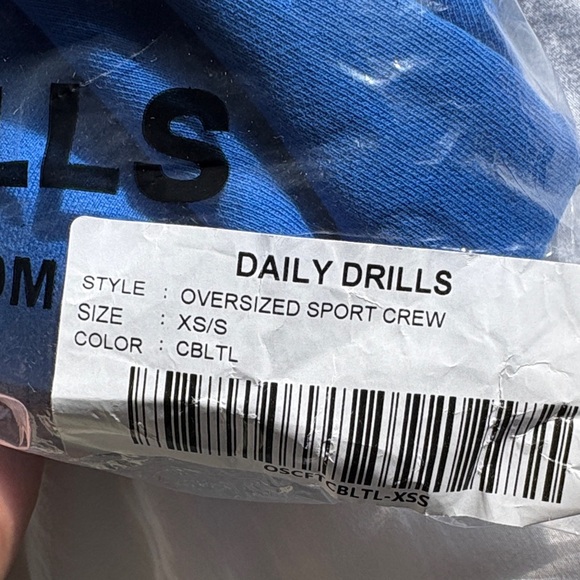 LLS
OM
DAILY DRILLS
STYLE : OVERSIZED SPORT CREW
SIZE : XS/S
COLOR : CBLTL
OSCFTCBLTL-XSS